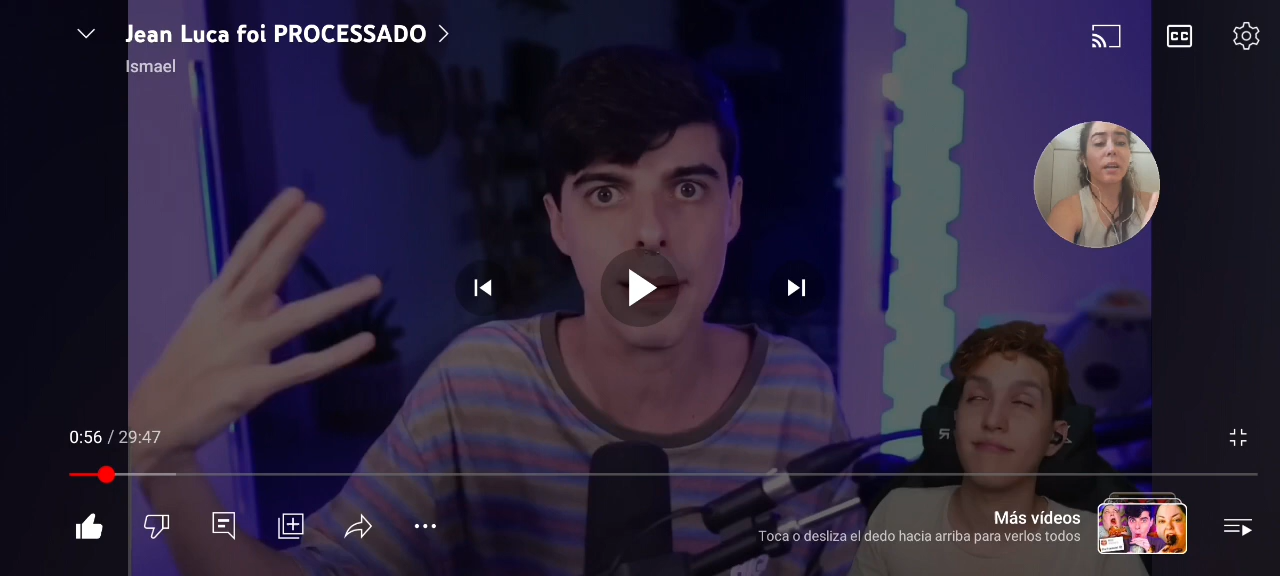 Jean Luca foi PROCESSADO
Ismael
CC
0:56 / 29:47
Más vídeos
Toca o desliza el dedo hacia arriba para verlos todos